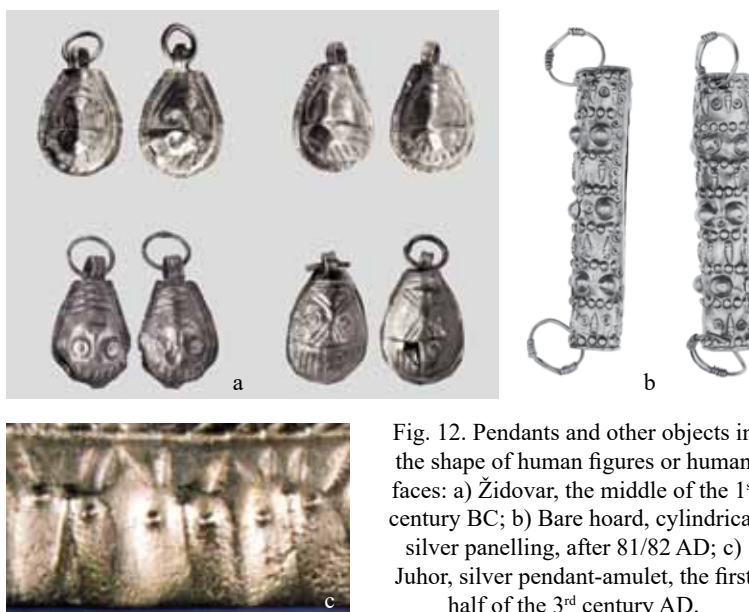 a
b
c
Fig. 12. Pendants and other objects in
the shape of human figures or human
faces: a) Židovar, the middle of the 1
century BC; b) Bare hoard, cylindrica
silver panelling, after 81/82 AD; c)
Juhor, silver pendant-amulet, the first
half of the 3rd century AD.